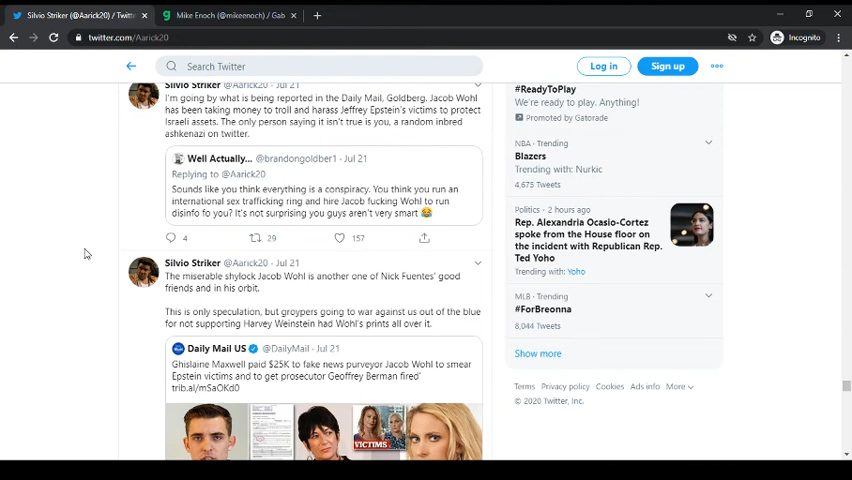 Silvio Striker (@Aarick20) / Twitt
Mike Enoch (@mikeenoch) / Gab
twitter.com/Aarick20
Incognito
Search Twitter
Log in
Sign up
Silvio Striker @Aarick20 · Jul 21
I'm going by what is being reported in the Daily Mail, Goldberg. Jacob Wohl
has been taking money to troll and harass Jeffrey Epstein's victims to protect
Israeli assets. The only person saying it isn't true is you, a random inbred
ashkenazi on twitter.
Well Actually... @brandongoldber1 · Jul 21
Replying to @Aarick20
Sounds like you think everything is a conspiracy. You think you run an
international sex trafficking ring and hire Jacob fucking Wohl to run
disinfo fo you? It's not surprising you guys aren't very smart 😂
4
29
157
Silvio Striker @Aarick20 · Jul 21
The miserable shylock Jacob Wohl is another one of Nick Fuentes' good
friends and in his orbit.
This is only speculation, but groypers going to war against us out of the blue
for not supporting Harvey Weinstein had Wohl's prints all over it.
Daily Mail US @DailyMail · Jul 21
Ghislaine Maxwell paid $25K to fake news purveyor Jacob Wohl to smear
Epstein victims and to get prosecutor Geoffrey Berman fired'
trib.al/mSaOKd0
VICTIMS
#ReadyToPlay
We're ready to play. Anything!
Promoted by Gatorade
NBA · Trending
Blazers
Trending with: Nurkic
4,675 Tweets
Politics · 2 hours ago
Rep. Alexandria Ocasio-Cortez
spoke from the House floor on
the incident with Republican Rep.
Ted Yoho
Trending with: Yoho
MLB · Trending
#ForBreonna
8,044 Tweets
Show more
Terms Privacy policy Cookies Ads info More
© 2020 Twitter, Inc.